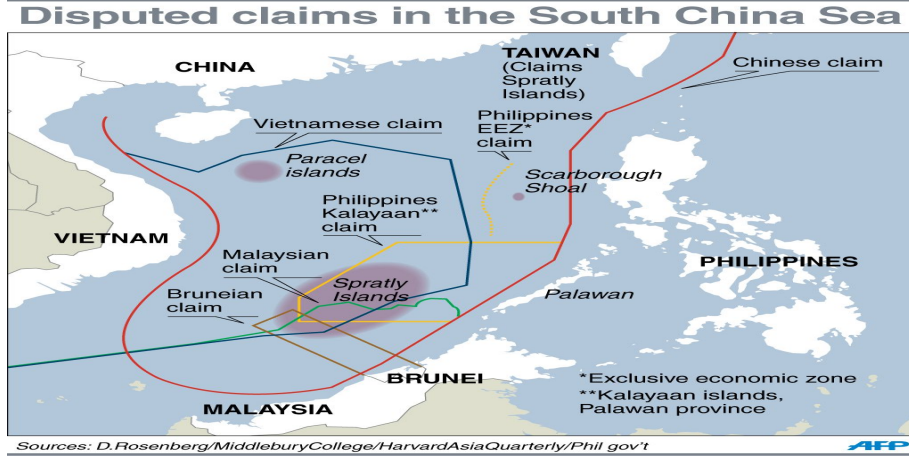 Disputed claims in the South China Sea
CHINA
TAIWAN
(Claims
Spratly
Islands)
Chinese claim
Vietnamese claim
Philippines
EEZ*
claim
Paracel
islands
Scarborough
Shoal
Philippines
Kalayaan**
claim
VIETNAM
Malaysian
claim
PHILIPPINES
Spratly
Islands
Bruneian
claim
Palawan
BRUNEI
MALAYSIA
*Exclusive economic zone
**Kalayaan islands,
Palawan province
Sources: D.Rosenberg/MiddleburyCollege/HarvardAsiaQuarterly/Phil gov't
AFP